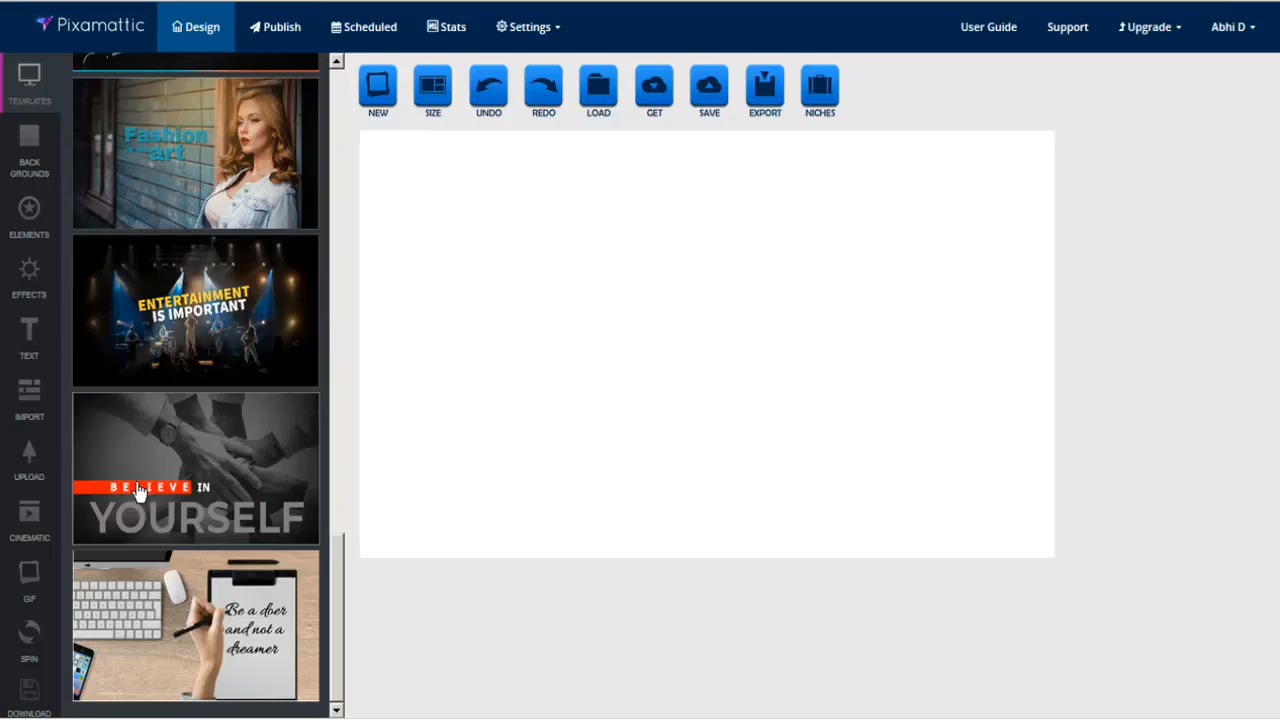 Pixamattic
Design
Publish
Scheduled
Stats
Settings
User Guide
Support
Upgrade
Abhi D
TEMPLATES
BACK
GROUNDS
ELEMENTS
EFFECTS
TEXT
IMPORT
UPLOAD
CINEMATIC
GIF
SPIN
DOWNLOAD
Fashion
art
ENTERTAINMENT
IS IMPORTANT
BELIEVE IN
YOURSELF
Be a doer
and not a
dreamer
NEW
SIZE
UNDO
REDO
LOAD
GET
SAVE
EXPORT
NICHES